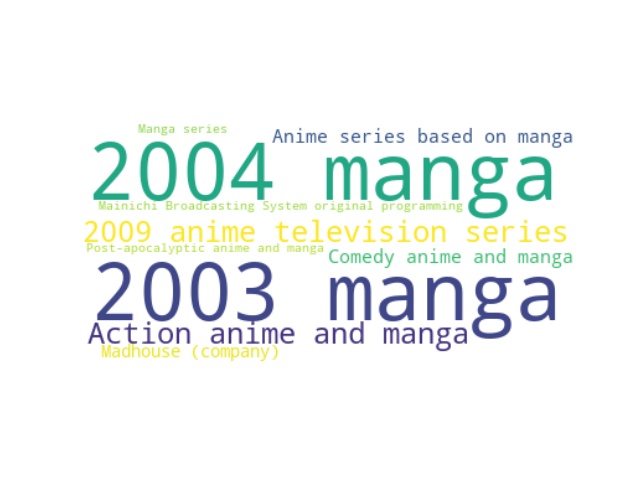 Manga series
Anime series based on manga
2004 manga
Mainichi Broadcasting System original programming
2009 anime television series
Post-apocalyptic anime and manga
Comedy anime and manga
2003 manga
Action anime and manga
Madhouse (company)